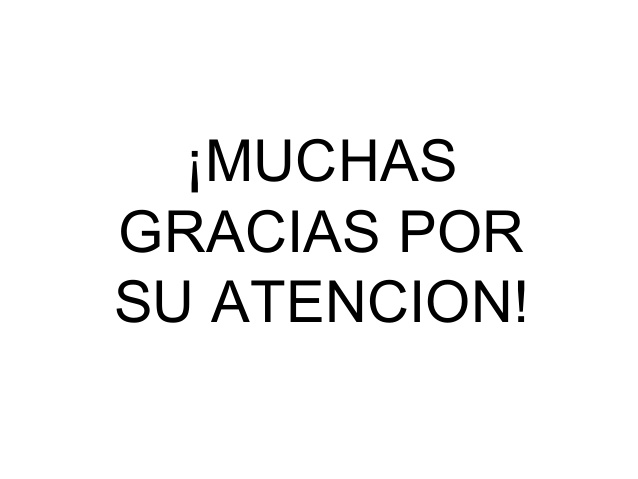 ¡MUCHAS
GRACIAS POR
SU ATENCION!